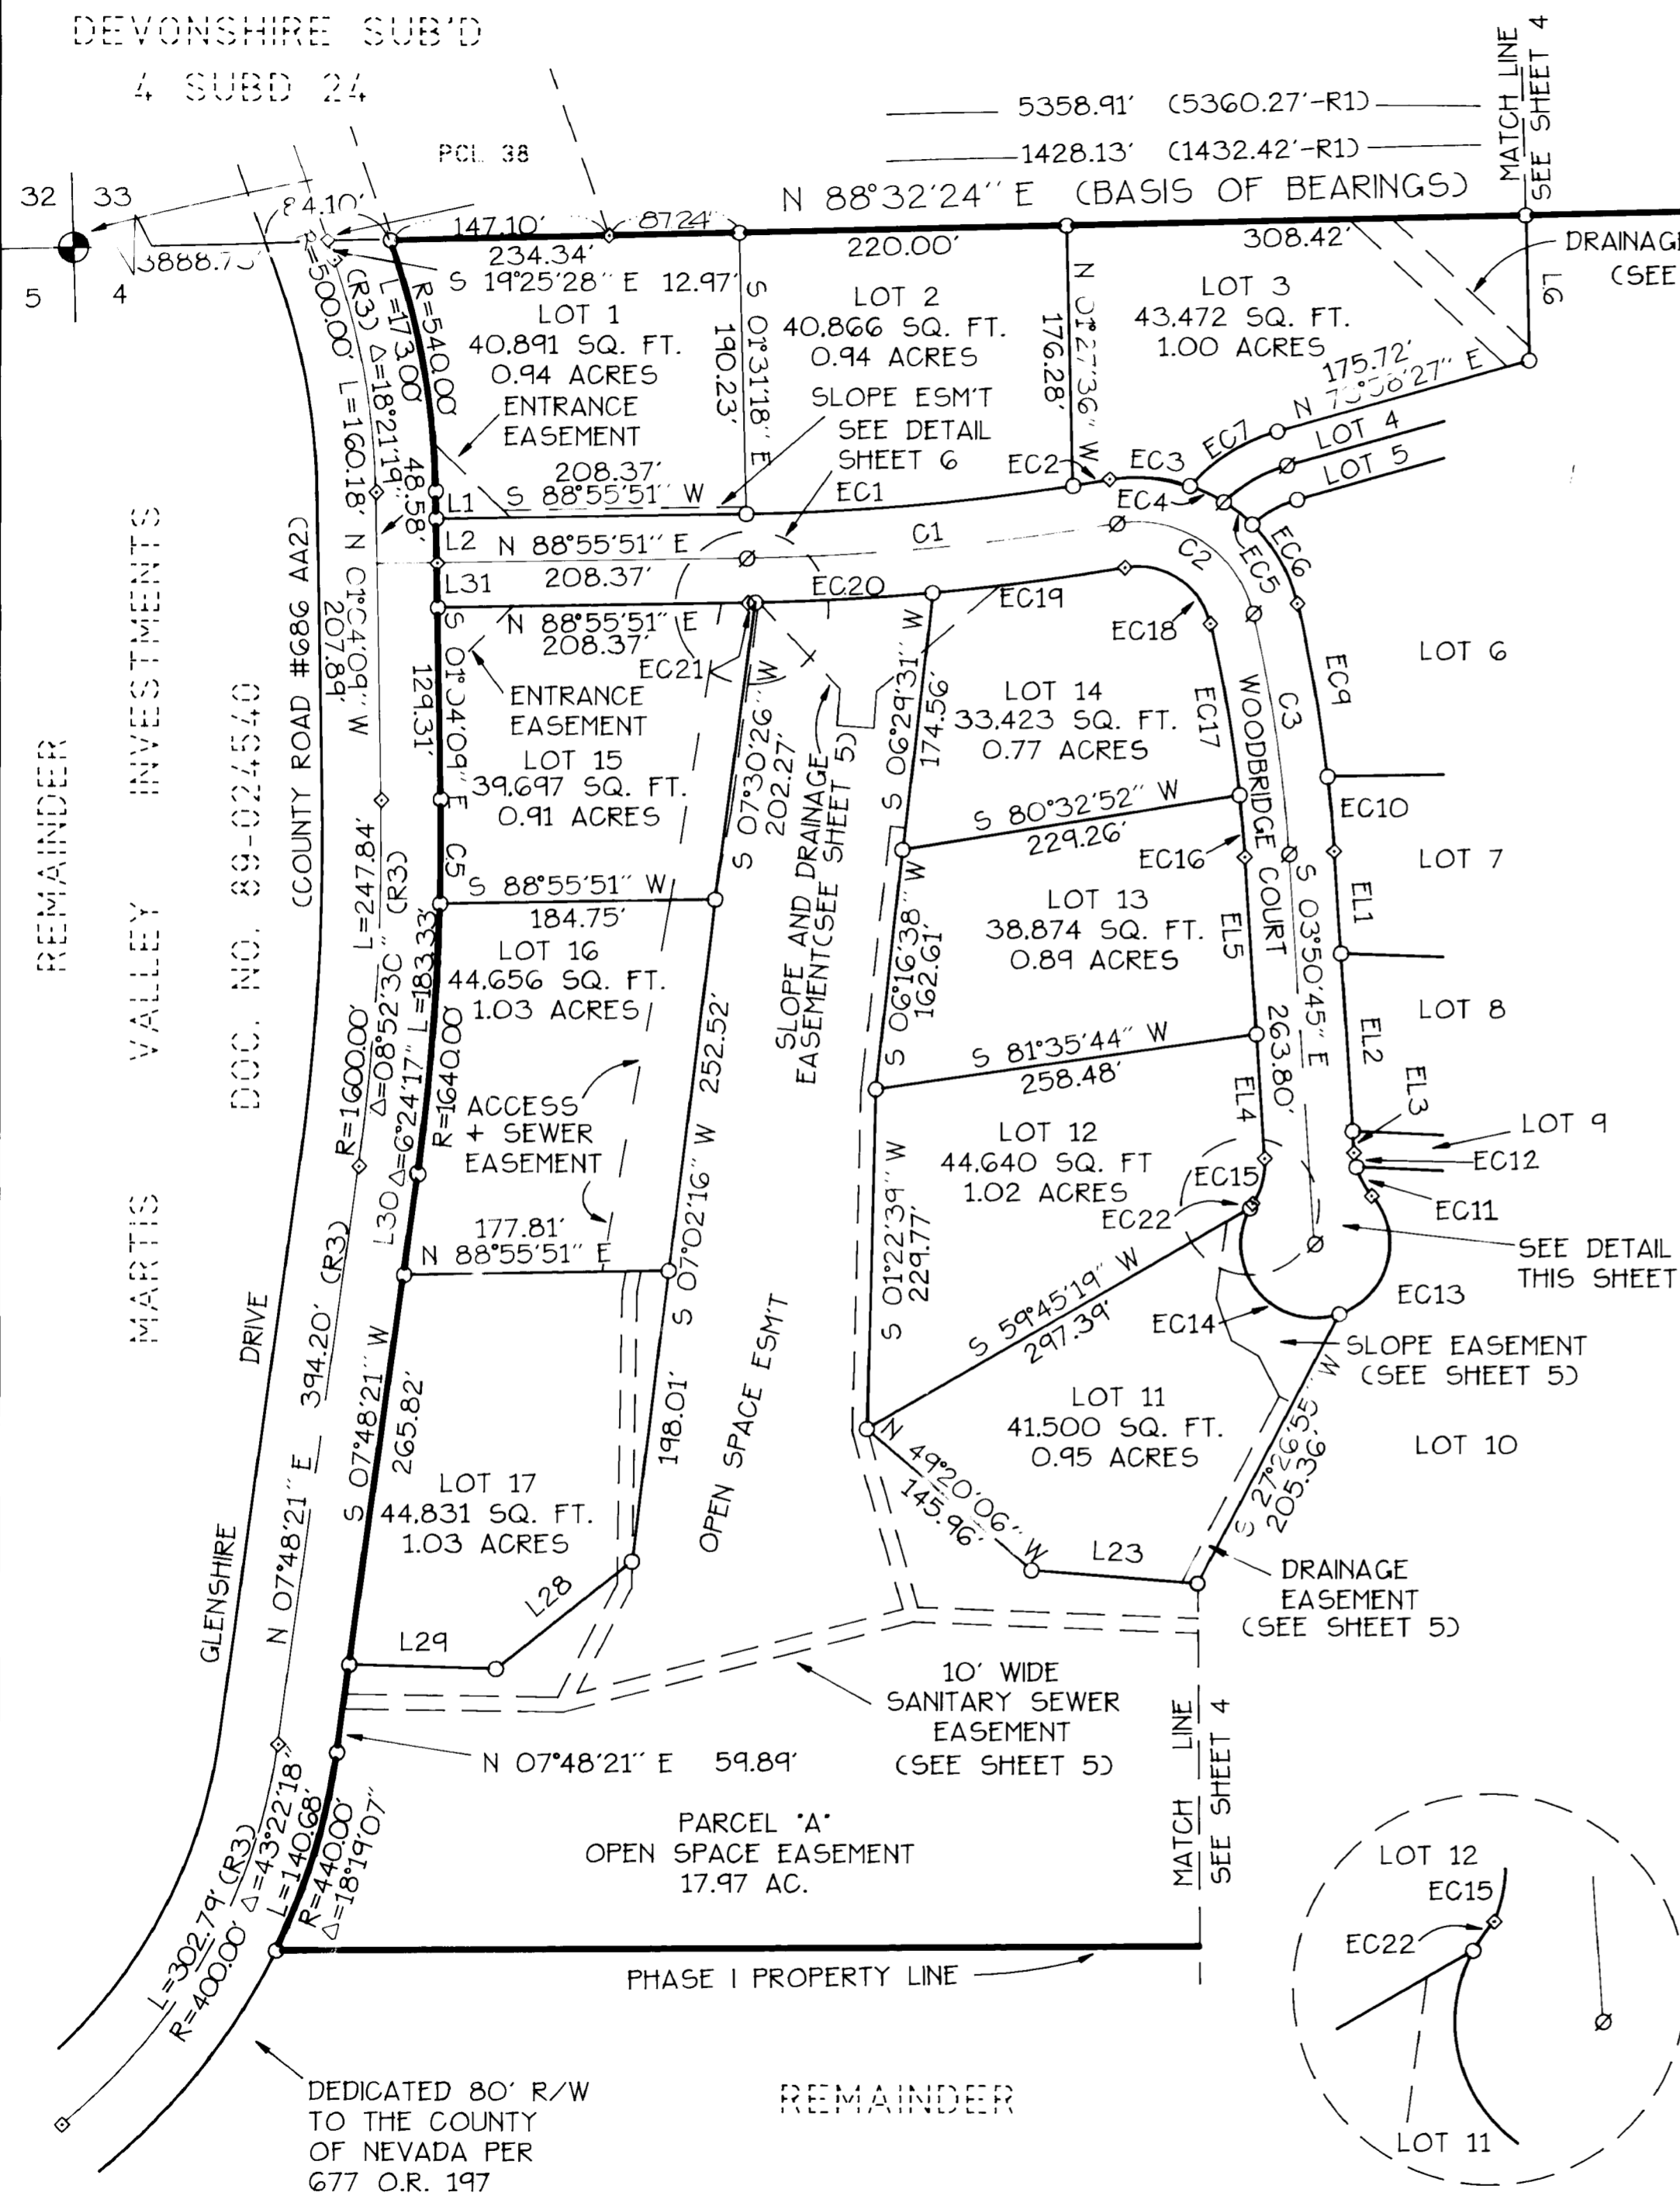 DEVONSHIRE SUB'D
4 SUBD 24
PCL 38
5358.91' (5360.27'-R1)
1428.13' (1432.42'-R1)
N 88°32'24" E (BASIS OF BEARINGS)
MATCH LINE
SEE SHEET 4
32 33
5 4
84.10'
147.10'
87.24'
234.34'
220.00'
308.42'
S 19°25'28" E 12.97'
LOT 1
40,891 SQ. FT.
0.94 ACRES
ENTRANCE
EASEMENT
LOT 2
40,866 SQ. FT.
0.94 ACRES
LOT 3
43,472 SQ. FT.
1.00 ACRES
(SEE
L6
S 01°31'18" E
190.23'
N 01°27'36" W
176.28'
175.72'
LOT 4
LOT 5
SLOPE ESM'T
SEE DETAIL
SHEET 6
208.37'
S 88°55'51" W
EC1
EC2
EC3
EC4
EC5
EC6
EC7
C1
C2
C3
L1
L2
L31
N 88°55'51" E
208.37'
N 88°55'51" E
208.37'
EC20
EC21
EC19
EC18
EC17
EC9
EC10
EC16
R=500.00' L=160.18'
(R3) Δ=18°21'19"
L=173.00'
R=540.00'
48.58'
207.89'
129.31'
C5
ENTRANCE
EASEMENT
LOT 15
39,697 SQ. FT.
0.91 ACRES
S 07°30'26" W
202.27'
SLOPE AND DRAINAGE
EASEMENT(SEE SHEET 5)
S 06°29'31" W
174.56'
LOT 14
33,423 SQ. FT.
0.77 ACRES
WOODBRIDGE COURT
LOT 6
S 80°32'52" W
229.26'
LOT 7
LOT 13
38,874 SQ. FT.
0.89 ACRES
S 06°16'38" W
162.61'
EL5
EL1
S 03°50'45" E
263.80'
LOT 8
EL2
EL3
EL4
S 81°35'44" W
258.48'
S 88°55'51" W
184.75'
LOT 16
44,656 SQ. FT.
1.03 ACRES
ACCESS
+ SEWER
EASEMENT
S 07°02'16" W 252.52'
L=247.84'
(R3)
R=1600.00'
L=183.33'
Δ=6°24'17"
R=1640.00'
L30
LOT 12
44,640 SQ. FT
1.02 ACRES
S 01°22'39" W
229.77'
LOT 9
EC12
EC11
EC15
EC22
EC13
EC14
SEE DETAIL
THIS SHEET
177.81'
N 88°55'51" E
S 59°45'19" W
297.39'
SLOPE EASEMENT
(SEE SHEET 5)
LOT 11
41,500 SQ. FT.
0.95 ACRES
S 27°26'55" W
205.36'
LOT 10
N 49°20'06" W
145.96'
L23
DRAINAGE
EASEMENT
(SEE SHEET 5)
198.01'
OPEN SPACE ESM'T
S 07°48'21" W
265.82'
LOT 17
44,831 SQ. FT.
1.03 ACRES
L28
L29
N 07°48'21" E 394.20' (R3)
GLENSHIRE DRIVE
(COUNTY ROAD #686 AA2)
DOC. NO. 89-024540
MARTIS VALLEY INVESTMENTS
REMAINDER
10' WIDE
SANITARY SEWER
EASEMENT
(SEE SHEET 5)
N 07°48'21" E 59.89'
PARCEL "A"
OPEN SPACE EASEMENT
17.97 AC.
MATCH LINE
SEE SHEET 4
L=302.79' (R3) Δ=43°22'18"
R=400.00'
L=140.68'
R=440.00'
Δ=18°19'07"
PHASE I PROPERTY LINE
DEDICATED 80' R/W
TO THE COUNTY
OF NEVADA PER
677 O.R. 197
REMAINDER
LOT 12
EC15
EC22
LOT 11